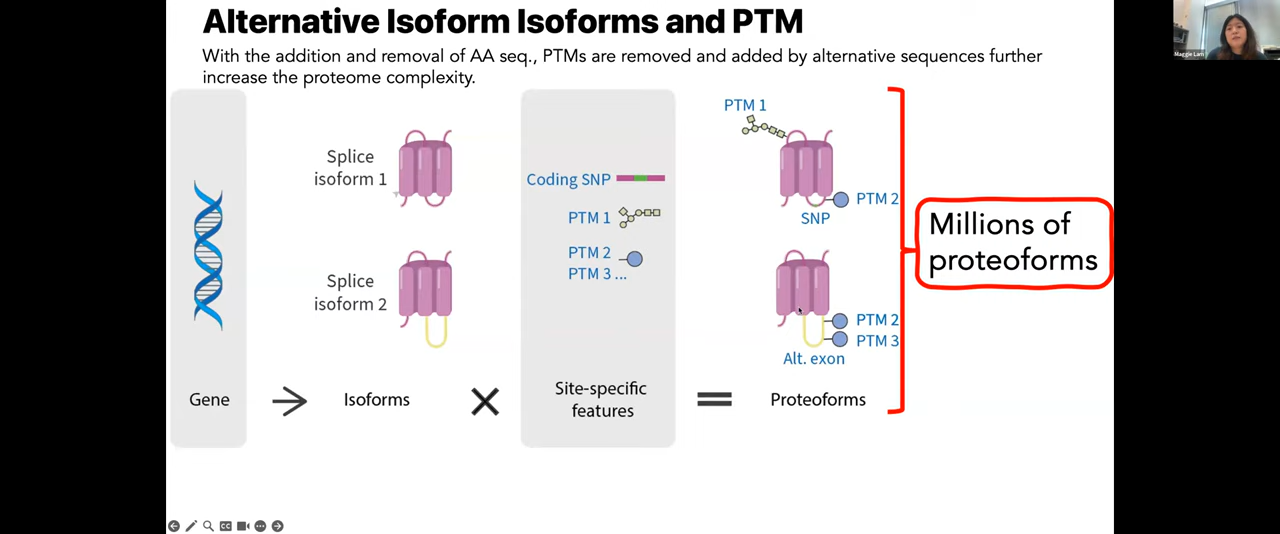 Alternative Isoform Isoforms and PTM
With the addition and removal of AA seq., PTMs are removed and added by alternative sequences further
increase the proteome complexity.
Maggie Lam
Gene
Splice
isoform 1
Splice
isoform 2
Isoforms
Coding SNP
PTM 1
PTM 2
PTM 3 ...
Site-specific
features
PTM 1
PTM 2
SNP
PTM 2
PTM 3
Alt. exon
Proteoforms
Millions of
proteoforms
CC